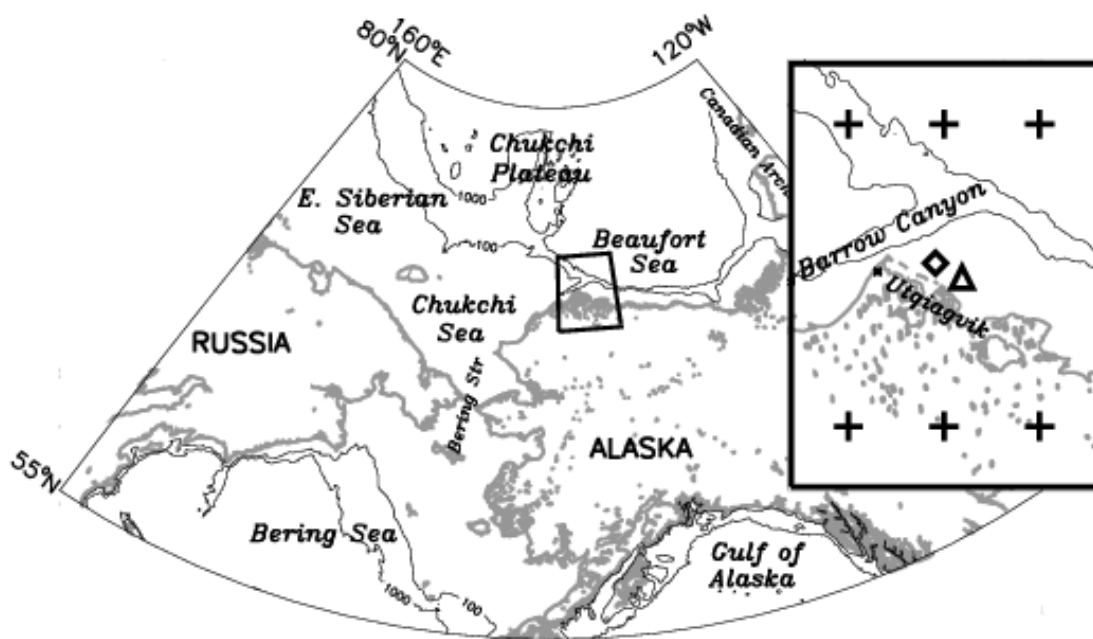 160°E
80°N
120°W
Canadian Arch
Chukchi
Plateau
1000
E. Siberian
Sea
100
Beaufort
Sea
Barrow Canyon
Chukchi
Sea
Utqiagvik
RUSSIA
Bering Str
ALASKA
55°N
Bering Sea
Gulf of
Alaska
1000
100